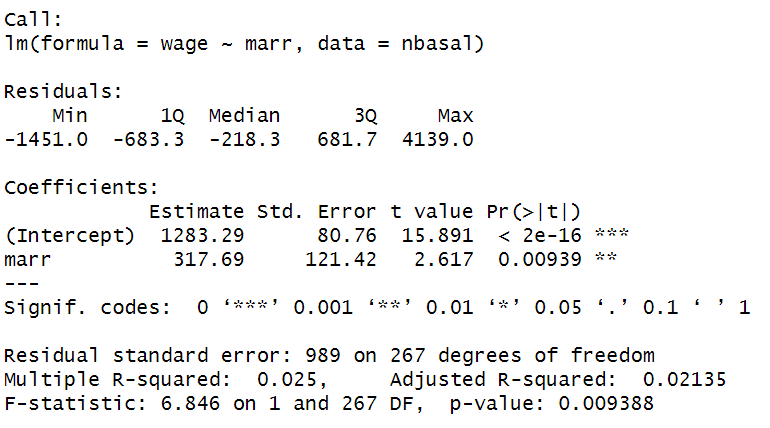 Call:
lm(formula = wage ~ marr, data = nbasal)
Residuals:
    Min      1Q  Median      3Q     Max
-1451.0  -683.3  -218.3   681.7  4139.0
Coefficients:
            Estimate Std. Error t value Pr(>|t|)
(Intercept)  1283.29      80.76  15.891  < 2e-16 ***
marr          317.69     121.42   2.617  0.00939 **
---
Signif. codes:  0 ‘***’ 0.001 ‘**’ 0.01 ‘*’ 0.05 ‘.’ 0.1 ‘ ’ 1
Residual standard error: 989 on 267 degrees of freedom
Multiple R-squared:  0.025,	Adjusted R-squared:  0.02135
F-statistic: 6.846 on 1 and 267 DF,  p-value: 0.009388